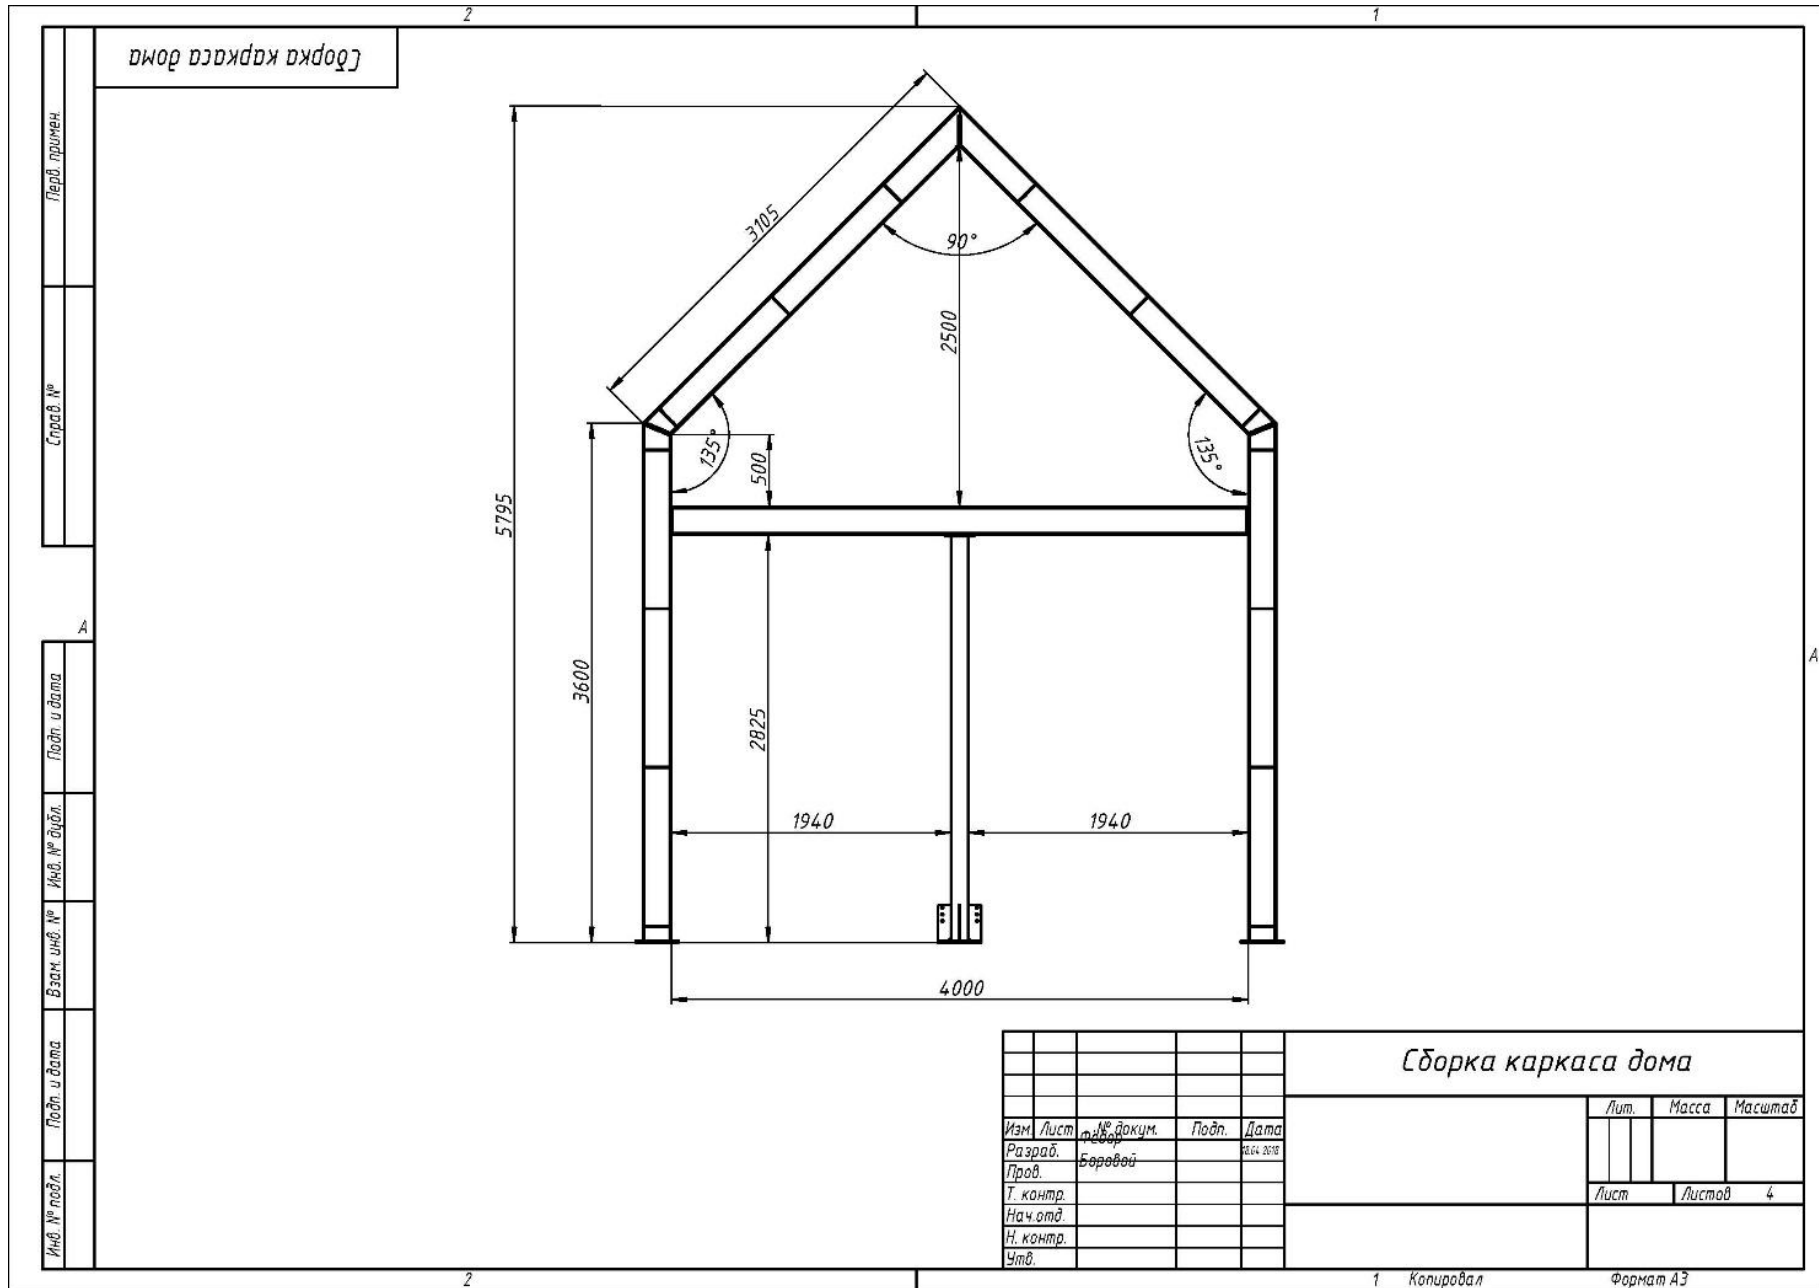 2
1
Сборка каркаса дома
Перв. примен.
Справ. №
А
Подп. и дата
Инв. № дубл.
Взам. инв. №
Подп. и дата
Инв. № подл.
А
3105
90°
2500
135°
135°
500
5795
3600
2825
1940
1940
4000
Сборка каркаса дома
Лит.
Масса
Масштаб
Изм.
Лист
№ докум.
Подп.
Дата
Разраб.
Фёдор
Боровой
Пров.
Т. контр.
Нач.отд.
Н. контр.
Утв.
Лист
Листов 4
2
1
Копировал
Формат А3